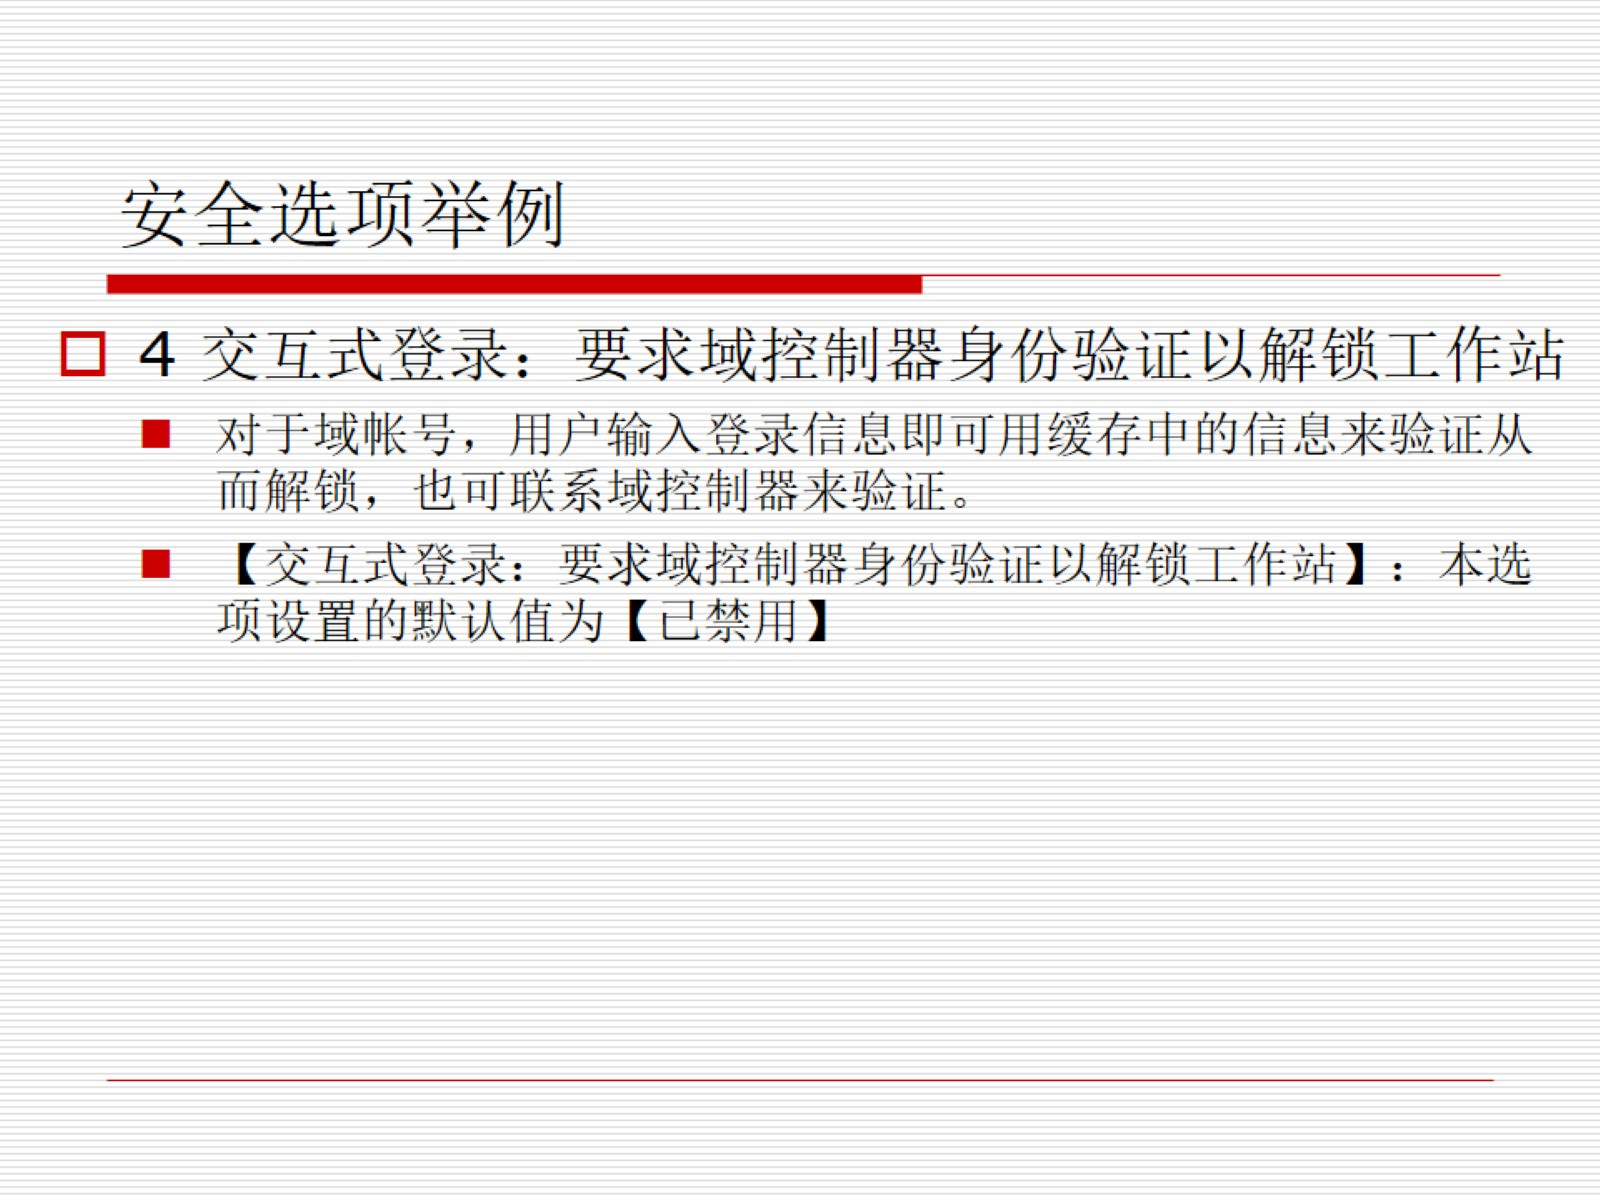 安全选项举例
4 交互式登录：要求域控制器身份验证以解锁工作站
对于域帐号，用户输入登录信息即可用缓存中的信息来验证从
而解锁，也可联系域控制器来验证。
【交互式登录：要求域控制器身份验证以解锁工作站】：本选
项设置的默认值为【已禁用】